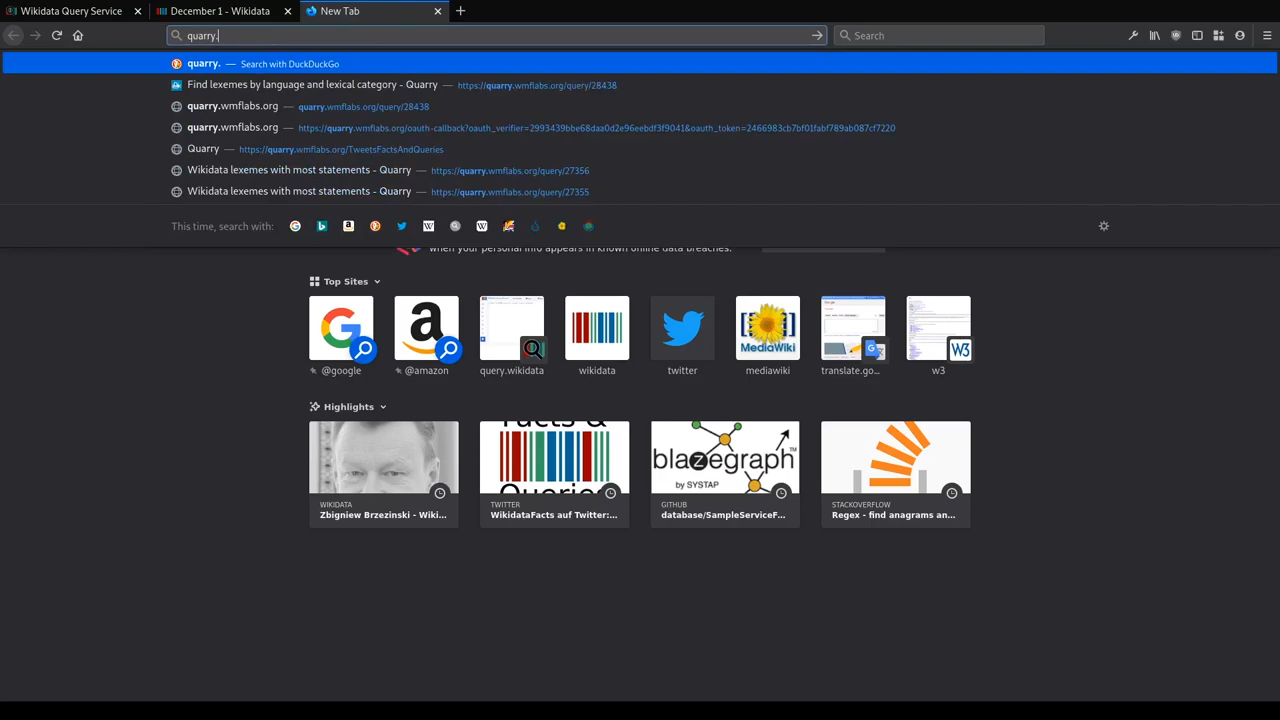 Wikidata Query Service
December 1 - Wikidata
New Tab
quarry.
Search
quarry. — Search with DuckDuckGo
Find lexemes by language and lexical category - Quarry — https://quarry.wmflabs.org/query/28438
quarry.wmflabs.org — quarry.wmflabs.org/query/28438
quarry.wmflabs.org — https://quarry.wmflabs.org/oauth-callback?oauth_verifier=2993439bbe68daa0d2e96eebdf3f9041&oauth_token=2466983cb7bf01fabf789ab087cf7220
Quarry — https://quarry.wmflabs.org/TweetsFactsAndQueries
Wikidata lexemes with most statements - Quarry — https://quarry.wmflabs.org/query/27356
Wikidata lexemes with most statements - Quarry — https://quarry.wmflabs.org/query/27355
This time, search with:
when your personal info appears in known online data breaches.
Top Sites
MediaWiki
W3
@google
@amazon
query.wikidata
wikidata
twitter
mediawiki
translate.go...
w3
Highlights
Facts &
Queries
blazegraph™
by SYSTAP
WIKIDATA
Zbigniew Brzezinski - Wiki...
TWITTER
WikidataFacts auf Twitter:...
GITHUB
database/SampleServiceF...
STACKOVERFLOW
Regex - find anagrams an...